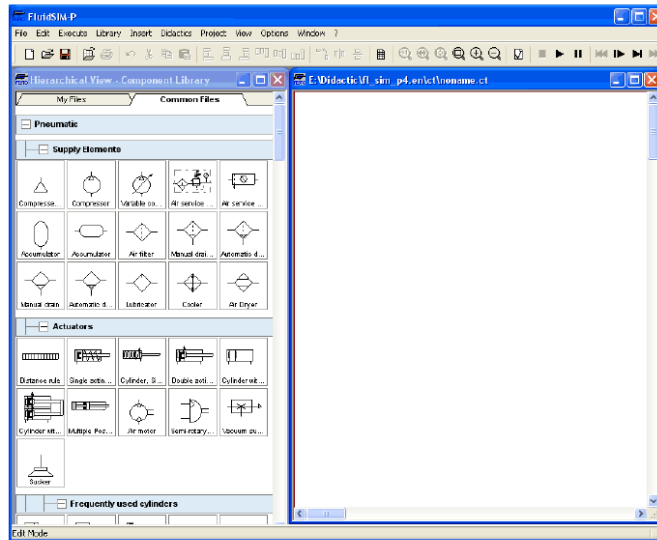 FluidSIM-P
File Edit Execute Library Insert Didactics Project View Options Window ?
Hierarchical View - Component Library
E:\Didactic\fl_sim_p4.en\ct\noname.ct
My Files Common Files
Pneumatic
Supply Elements
Compresse... Compressor Variable co... Air service ... Air service ...
Accumulator Accumulator Air filter Manual drai... Automatic d...
Manual drain Automatic d... Lubricator Cooler Air Dryer
Actuators
Distance rule Single actin... Cylinder, Si... Double acti... Cylinder wit...
Cylinder wit... Multiple Pos... Air motor Semi-rotary... Vacuum su...
Sucker
Frequently used cylinders
Edit Mode